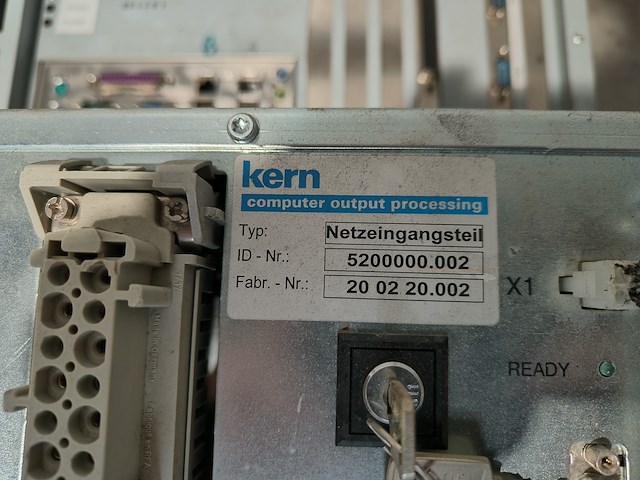 kern
computer output processing
Typ: Netzeingangsteil
ID - Nr.: 5200000.002
Fabr. - Nr.: 20 02 20.002
X1
READY